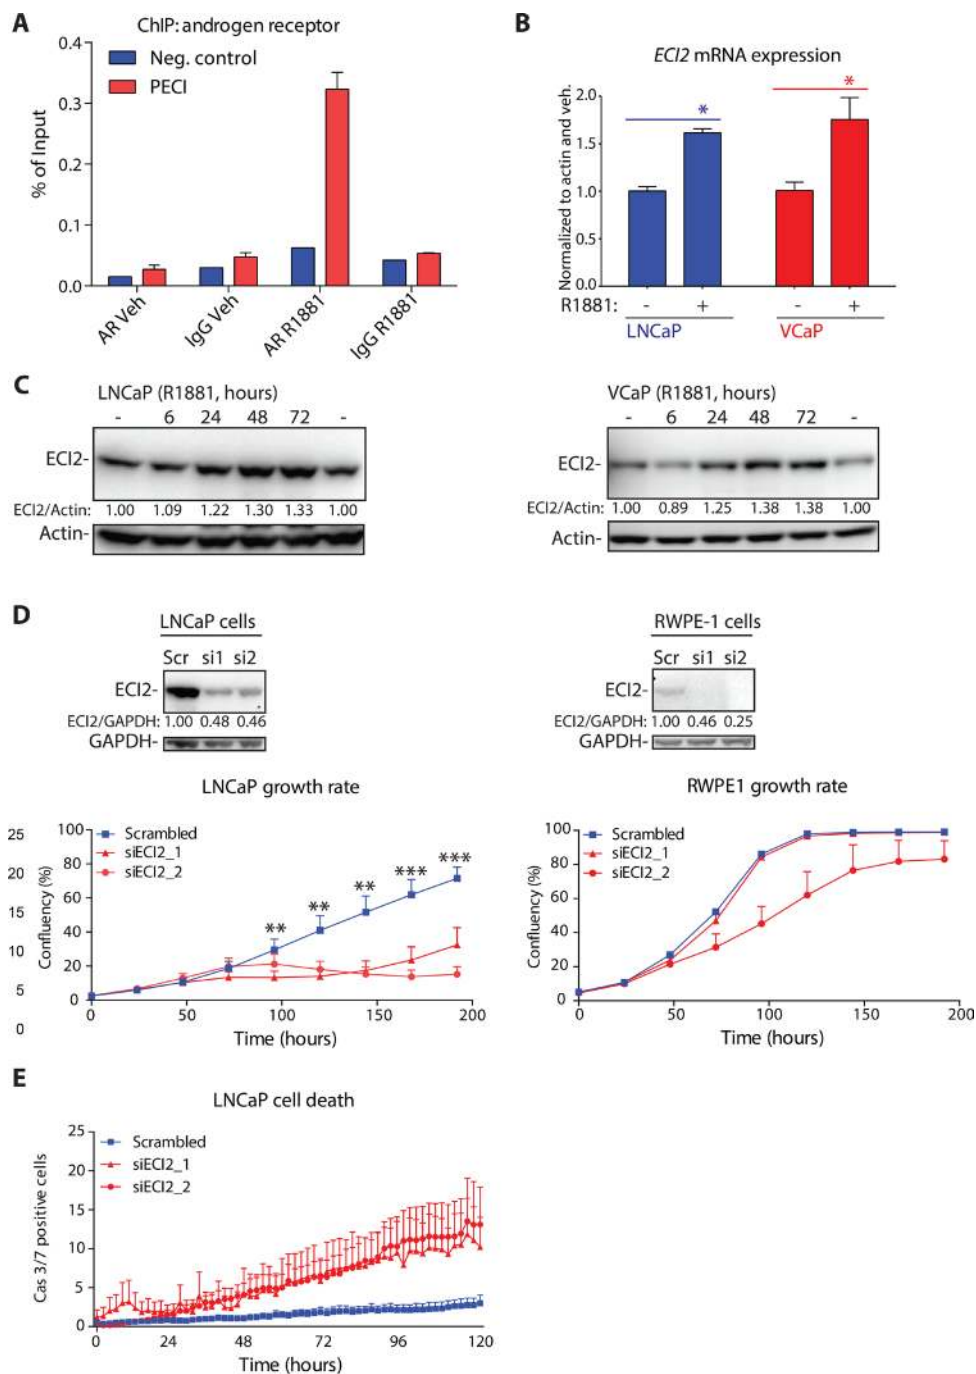 A
ChIP: androgen receptor
Neg. control
PECI
% of Input
0.4
0.3
0.2
0.1
0.0
AR Veh
IgG Veh
AR R1881
IgG R1881
B
ECI2 mRNA expression
Normalized to actin and veh.
2.0
1.5
1.0
0.5
0.0
* *
R1881: - + - +
LNCaP VCaP
C
LNCaP (R1881, hours)
- 6 24 48 72 -
ECI2-
ECI2/Actin: 1.00 1.09 1.22 1.30 1.33 1.00
Actin-
VCaP (R1881, hours)
- 6 24 48 72 -
ECI2-
ECI2/Actin: 1.00 0.89 1.25 1.38 1.38 1.00
Actin-
D
LNCaP cells
Scr si1 si2
ECI2-
ECI2/GAPDH: 1.00 0.48 0.46
GAPDH-
RWPE-1 cells
Scr si1 si2
ECI2-
ECI2/GAPDH: 1.00 0.46 0.25
GAPDH-
LNCaP growth rate
25
20
15
10
5
0
Confluency (%)
100
80
60
40
20
0
Scrambled
siECI2_1
siECI2_2
** ** ** *** ***
0 50 100 150 200
Time (hours)
RWPE1 growth rate
Confluency (%)
100
80
60
40
20
0
Scrambled
siECI2_1
siECI2_2
0 50 100 150 200
Time (hours)
E
LNCaP cell death
Cas 3/7 positive cells
25
20
15
10
5
0
Scrambled
siECI2_1
siECI2_2
0 24 48 72 96 120
Time (hours)